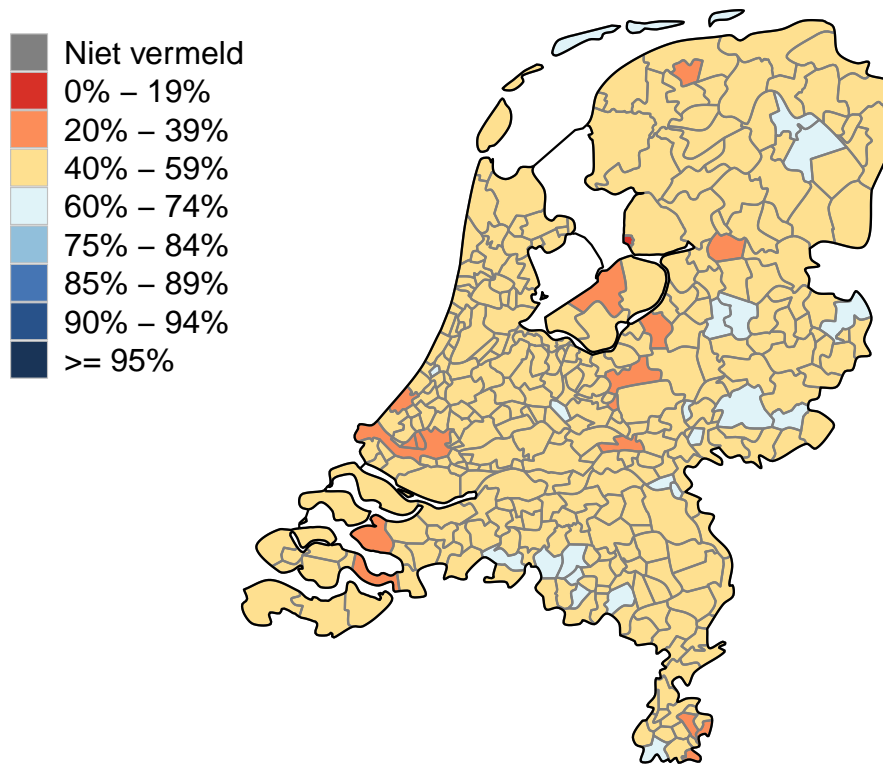 Niet vermeld
0% – 19%
20% – 39%
40% – 59%
60% – 74%
75% – 84%
85% – 89%
90% – 94%
>= 95%